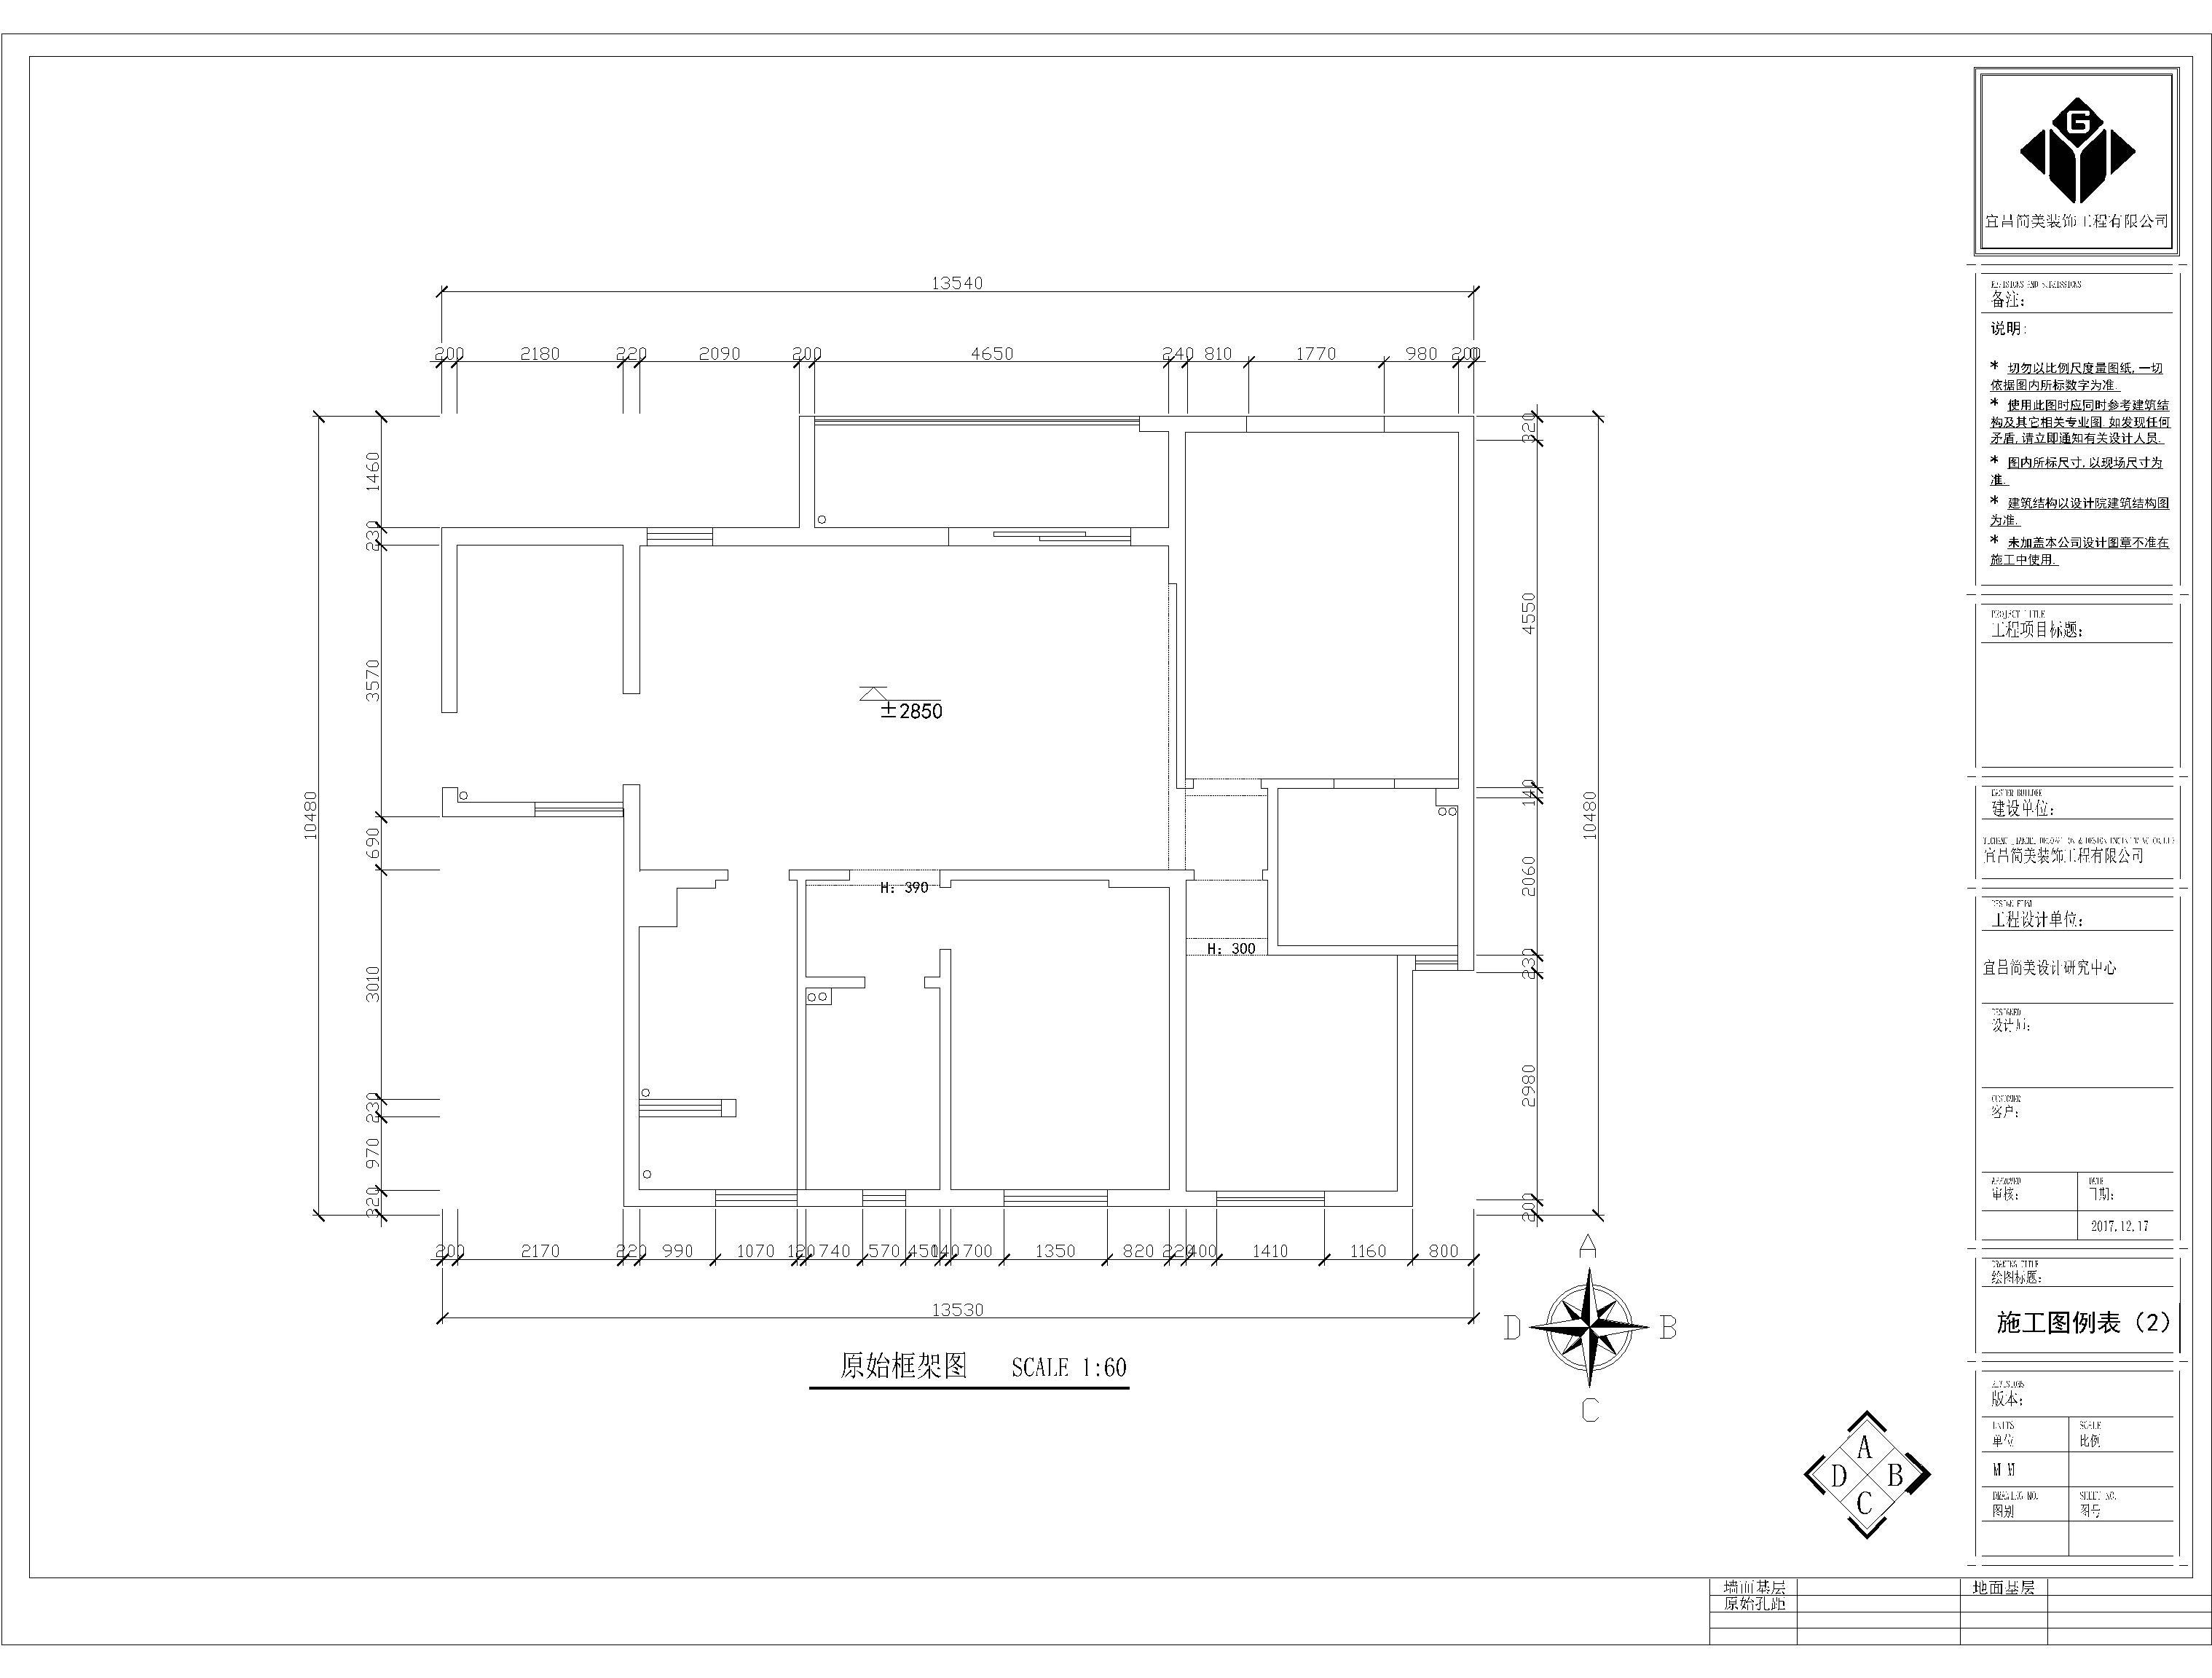 G
宜昌简美装饰工程有限公司
备注:
说明:
* 切勿以比例尺度量图纸,一切
依据图内所标数字为准.
* 使用此图时应同时参考建筑结
构及其它相关专业图.如发现任何
矛盾,请立即通知有关设计人员.
* 图内所标尺寸,以现场尺寸为
准.
* 建筑结构以设计院建筑结构图
为准.
* 未加盖本公司设计图章不准在
施工中使用.
PROJECT TITLE
工程项目标题:
建设单位:
宜昌简美装饰工程有限公司
工程设计单位:
宜昌简美设计研究中心
DESIGNED
设计师:
CUSTOMER
客户:
APPROVED
审核:
DATE
日期:
2017.12.17
DRAWING TITLE
绘图标题:
施工图例表（2）
版本:
UNITS
单位
SCALE
比例
M M
DRAWING NO.
图别
SHEET NO.
图号
13540
200 2180 220 2090 200 4650 240 810 1770 980 200
10480
1460
230
3570
690
3010
230
970
320
±2850
H: 390
H: 300
320
4550
140
2060
230
2980
200
10480
200 2170 220 990 1070 120 740 570 450 140 700 1350 820 220 400 1410 1160 800
13530
原始框架图 SCALE 1:60
A
D
B
C
A
D
B
C
墙面基层
地面基层
原始孔距